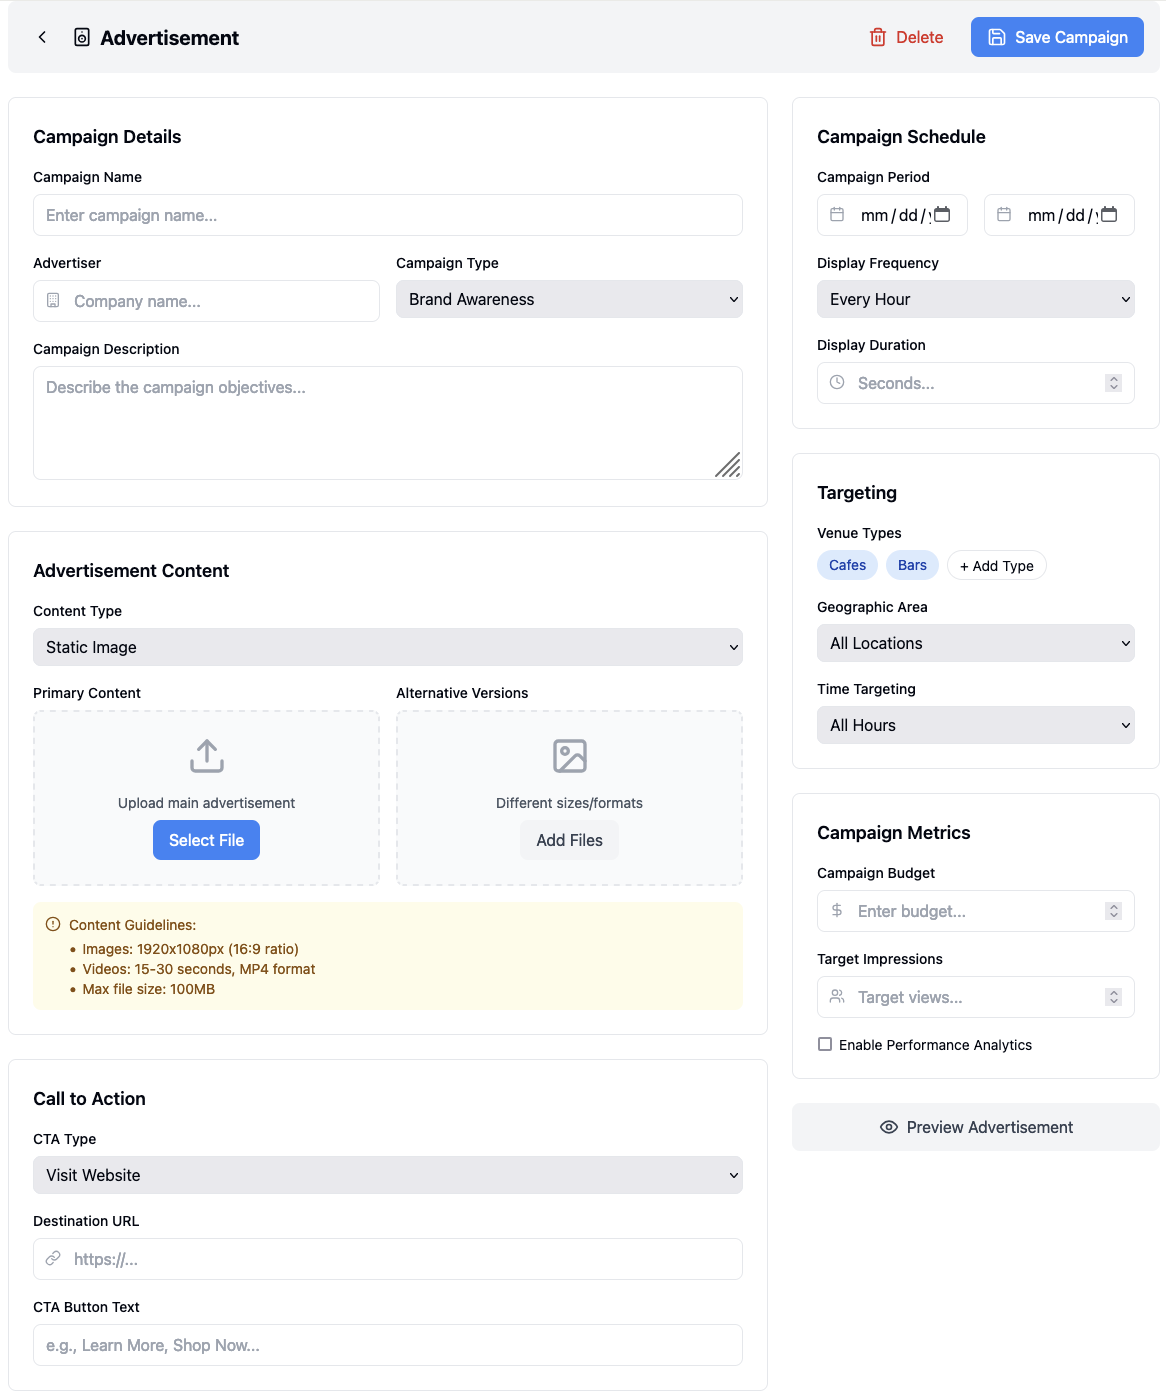 Advertisement
Delete
Save Campaign
Campaign Details
Campaign Name
Enter campaign name...
Advertiser
Campaign Type
Company name...
Brand Awareness
Campaign Description
Describe the campaign objectives...
Advertisement Content
Content Type
Static Image
Primary Content
Alternative Versions
Upload main advertisement
Select File
Different sizes/formats
Add Files
Content Guidelines:
• Images: 1920x1080px (16:9 ratio)
• Videos: 15-30 seconds, MP4 format
• Max file size: 100MB
Call to Action
CTA Type
Visit Website
Destination URL
https://...
CTA Button Text
e.g., Learn More, Shop Now...
Campaign Schedule
Campaign Period
mm/dd/
mm/dd/
Display Frequency
Every Hour
Display Duration
Seconds...
Targeting
Venue Types
Cafes
Bars
+ Add Type
Geographic Area
All Locations
Time Targeting
All Hours
Campaign Metrics
Campaign Budget
$ Enter budget...
Target Impressions
Target views...
Enable Performance Analytics
Preview Advertisement